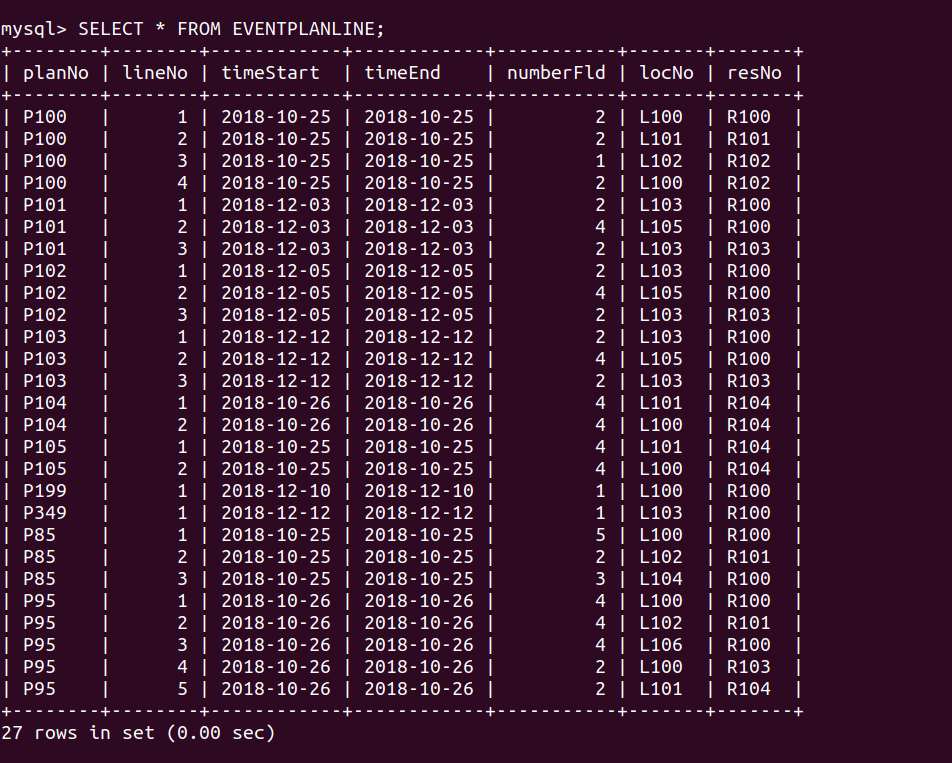 mysql> SELECT * FROM EVENTPLANLINE;
+--------+--------+------------+------------+-----------+-------+-------+
| planNo | lineNo | timeStart  | timeEnd    | numberFld | locNo | resNo |
+--------+--------+------------+------------+-----------+-------+-------+
| P100   |      1 | 2018-10-25 | 2018-10-25 |         2 | L100  | R100  |
| P100   |      2 | 2018-10-25 | 2018-10-25 |         2 | L101  | R101  |
| P100   |      3 | 2018-10-25 | 2018-10-25 |         1 | L102  | R102  |
| P100   |      4 | 2018-10-25 | 2018-10-25 |         2 | L100  | R102  |
| P101   |      1 | 2018-12-03 | 2018-12-03 |         2 | L103  | R100  |
| P101   |      2 | 2018-12-03 | 2018-12-03 |         4 | L105  | R100  |
| P101   |      3 | 2018-12-03 | 2018-12-03 |         2 | L103  | R103  |
| P102   |      1 | 2018-12-05 | 2018-12-05 |         2 | L103  | R100  |
| P102   |      2 | 2018-12-05 | 2018-12-05 |         4 | L105  | R100  |
| P102   |      3 | 2018-12-05 | 2018-12-05 |         2 | L103  | R103  |
| P103   |      1 | 2018-12-12 | 2018-12-12 |         2 | L103  | R100  |
| P103   |      2 | 2018-12-12 | 2018-12-12 |         4 | L105  | R100  |
| P103   |      3 | 2018-12-12 | 2018-12-12 |         2 | L103  | R103  |
| P104   |      1 | 2018-10-26 | 2018-10-26 |         4 | L101  | R104  |
| P104   |      2 | 2018-10-26 | 2018-10-26 |         4 | L100  | R104  |
| P105   |      1 | 2018-10-25 | 2018-10-25 |         4 | L101  | R104  |
| P105   |      2 | 2018-10-25 | 2018-10-25 |         4 | L100  | R104  |
| P199   |      1 | 2018-12-10 | 2018-12-10 |         1 | L100  | R100  |
| P349   |      1 | 2018-12-12 | 2018-12-12 |         1 | L103  | R100  |
| P85    |      1 | 2018-10-25 | 2018-10-25 |         5 | L100  | R100  |
| P85    |      2 | 2018-10-25 | 2018-10-25 |         2 | L102  | R101  |
| P85    |      3 | 2018-10-25 | 2018-10-25 |         3 | L104  | R100  |
| P95    |      1 | 2018-10-26 | 2018-10-26 |         4 | L100  | R100  |
| P95    |      2 | 2018-10-26 | 2018-10-26 |         4 | L102  | R101  |
| P95    |      3 | 2018-10-26 | 2018-10-26 |         4 | L106  | R100  |
| P95    |      4 | 2018-10-26 | 2018-10-26 |         2 | L100  | R103  |
| P95    |      5 | 2018-10-26 | 2018-10-26 |         2 | L101  | R104  |
+--------+--------+------------+------------+-----------+-------+-------+
27 rows in set (0.00 sec)